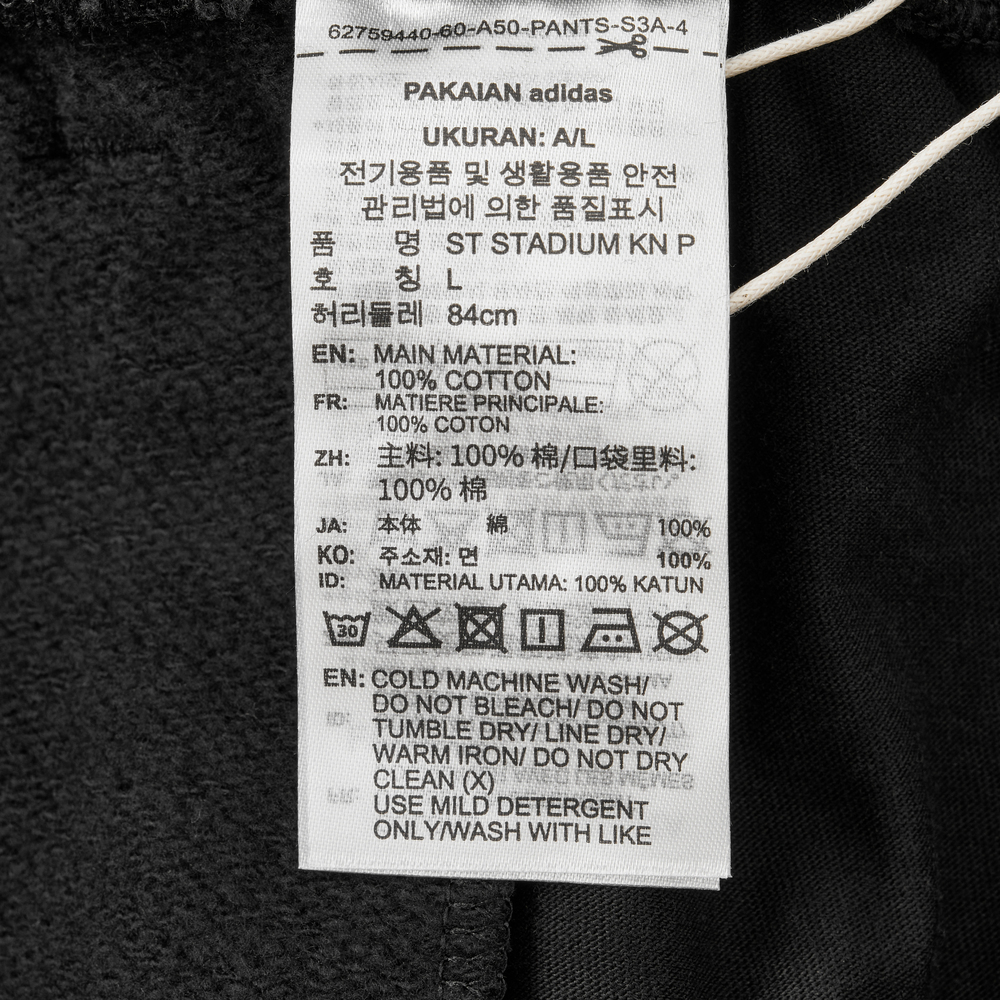 62759440-60-A50-PANTS-S3A-4
PAKAIAN adidas
UKURAN: A/L
전기용품 및 생활용품 안전
관리법에 의한 품질표시
품 명 ST STADIUM KN P
호 칭 L
허리둘레 84cm
EN: MAIN MATERIAL:
100% COTTON
FR: MATIERE PRINCIPALE:
100% COTON
ZH: 主料: 100% 棉/口袋里料:
100% 棉
JA: 本体 綿 100%
KO: 주소재: 면 100%
ID: MATERIAL UTAMA: 100% KATUN
30
EN: COLD MACHINE WASH/
DO NOT BLEACH/ DO NOT
TUMBLE DRY/ LINE DRY/
WARM IRON/ DO NOT DRY
CLEAN (X)
USE MILD DETERGENT
ONLY/WASH WITH LIKE